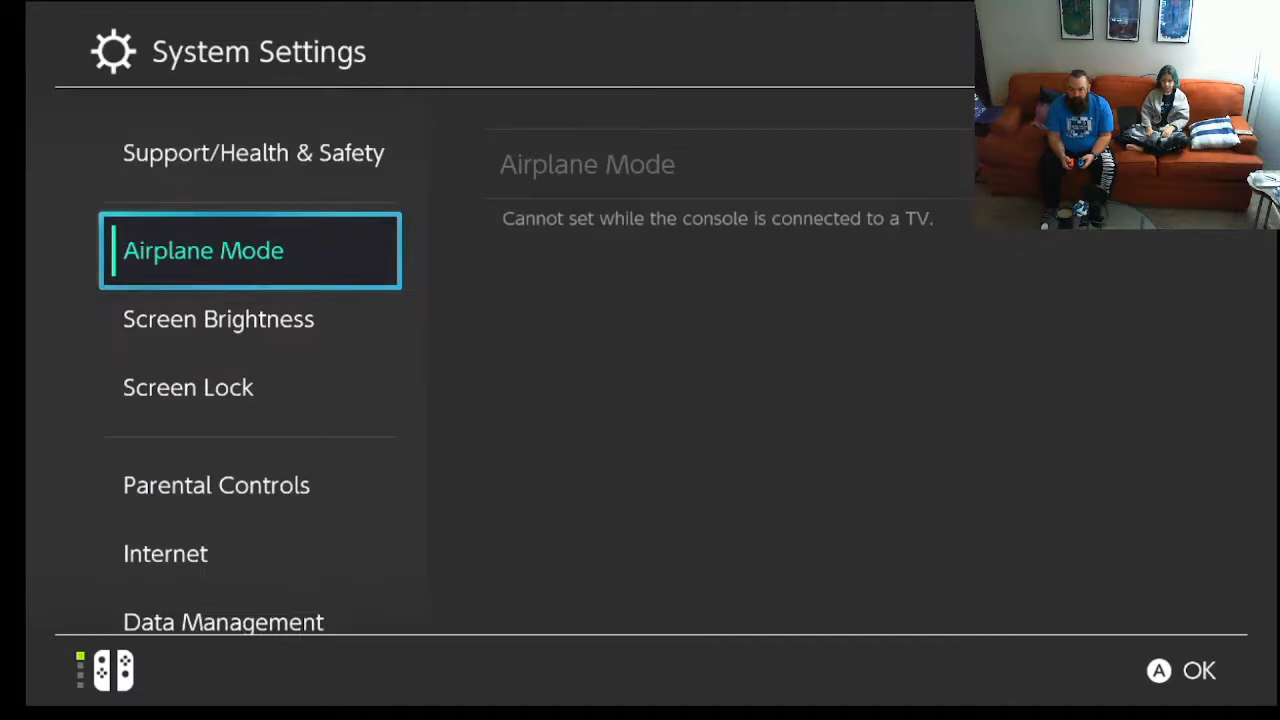 System Settings
Support/Health & Safety
Airplane Mode
Screen Brightness
Screen Lock
Parental Controls
Internet
Data Management
Airplane Mode
Cannot set while the console is connected to a TV.
A OK